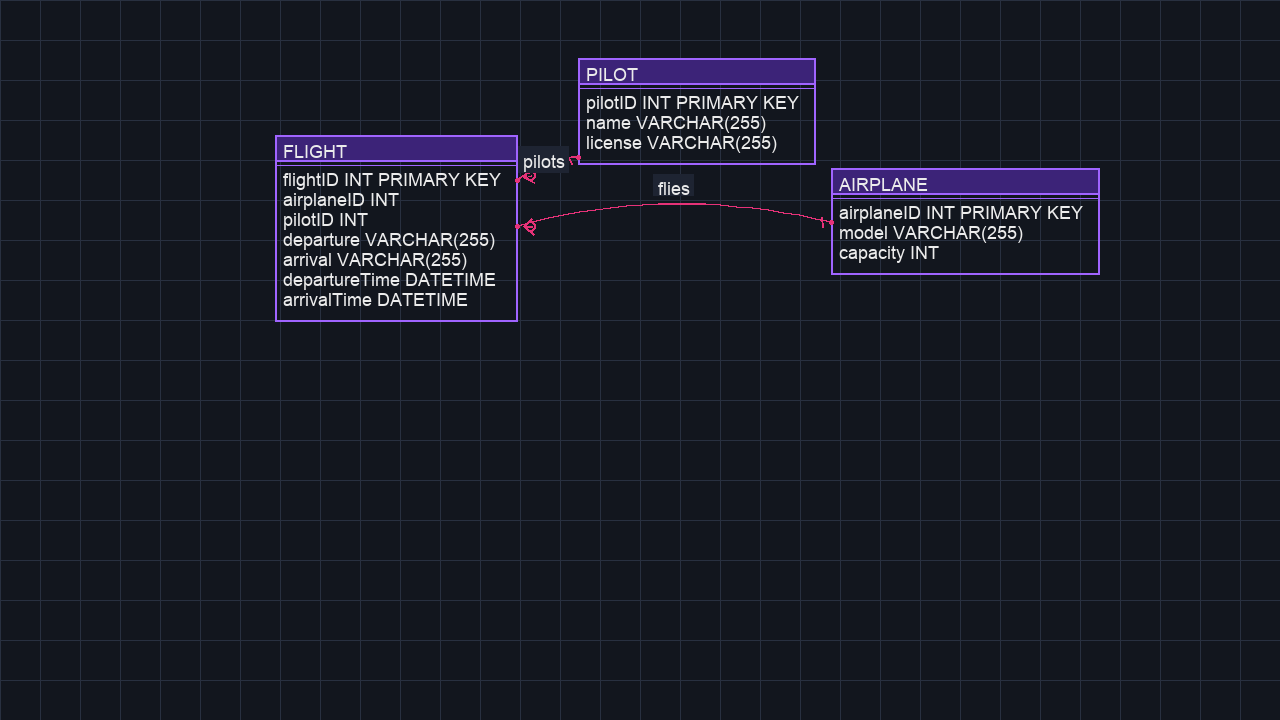 PILOT
pilotID INT PRIMARY KEY
name VARCHAR(255)
license VARCHAR(255)
FLIGHT
flightID INT PRIMARY KEY
airplaneID INT
pilotID INT
departure VARCHAR(255)
arrival VARCHAR(255)
departureTime DATETIME
arrivalTime DATETIME
pilots
flies
AIRPLANE
airplaneID INT PRIMARY KEY
model VARCHAR(255)
capacity INT